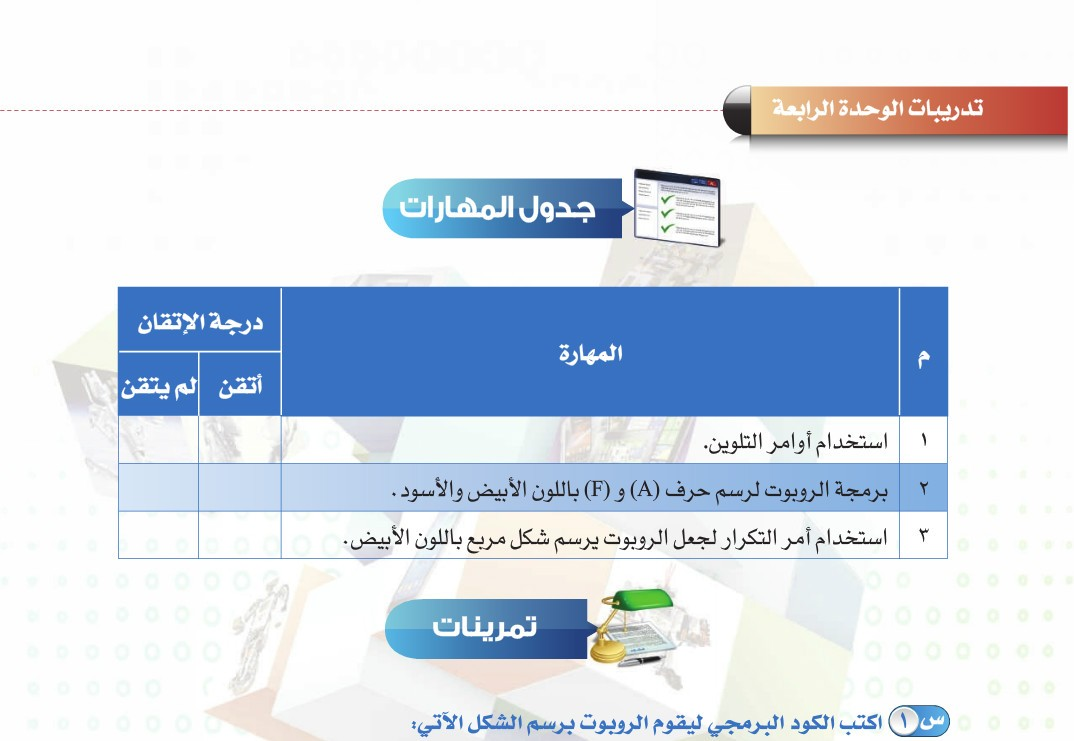 تدريبات الوحدة الرابعة
جدول المهارات
م المهارة درجة الإتقان
أتقن لم يتقن
١ استخدام أوامر التلوين.
٢ برمجة الروبوت لرسم حرف (A) و (F) باللون الأبيض والأسود.
٣ استخدام أمر التكرار لجعل الروبوت يرسم شكل مربع باللون الأبيض.
تمرينات
س١ اكتب الكود البرمجي ليقوم الروبوت برسم الشكل الآتي: